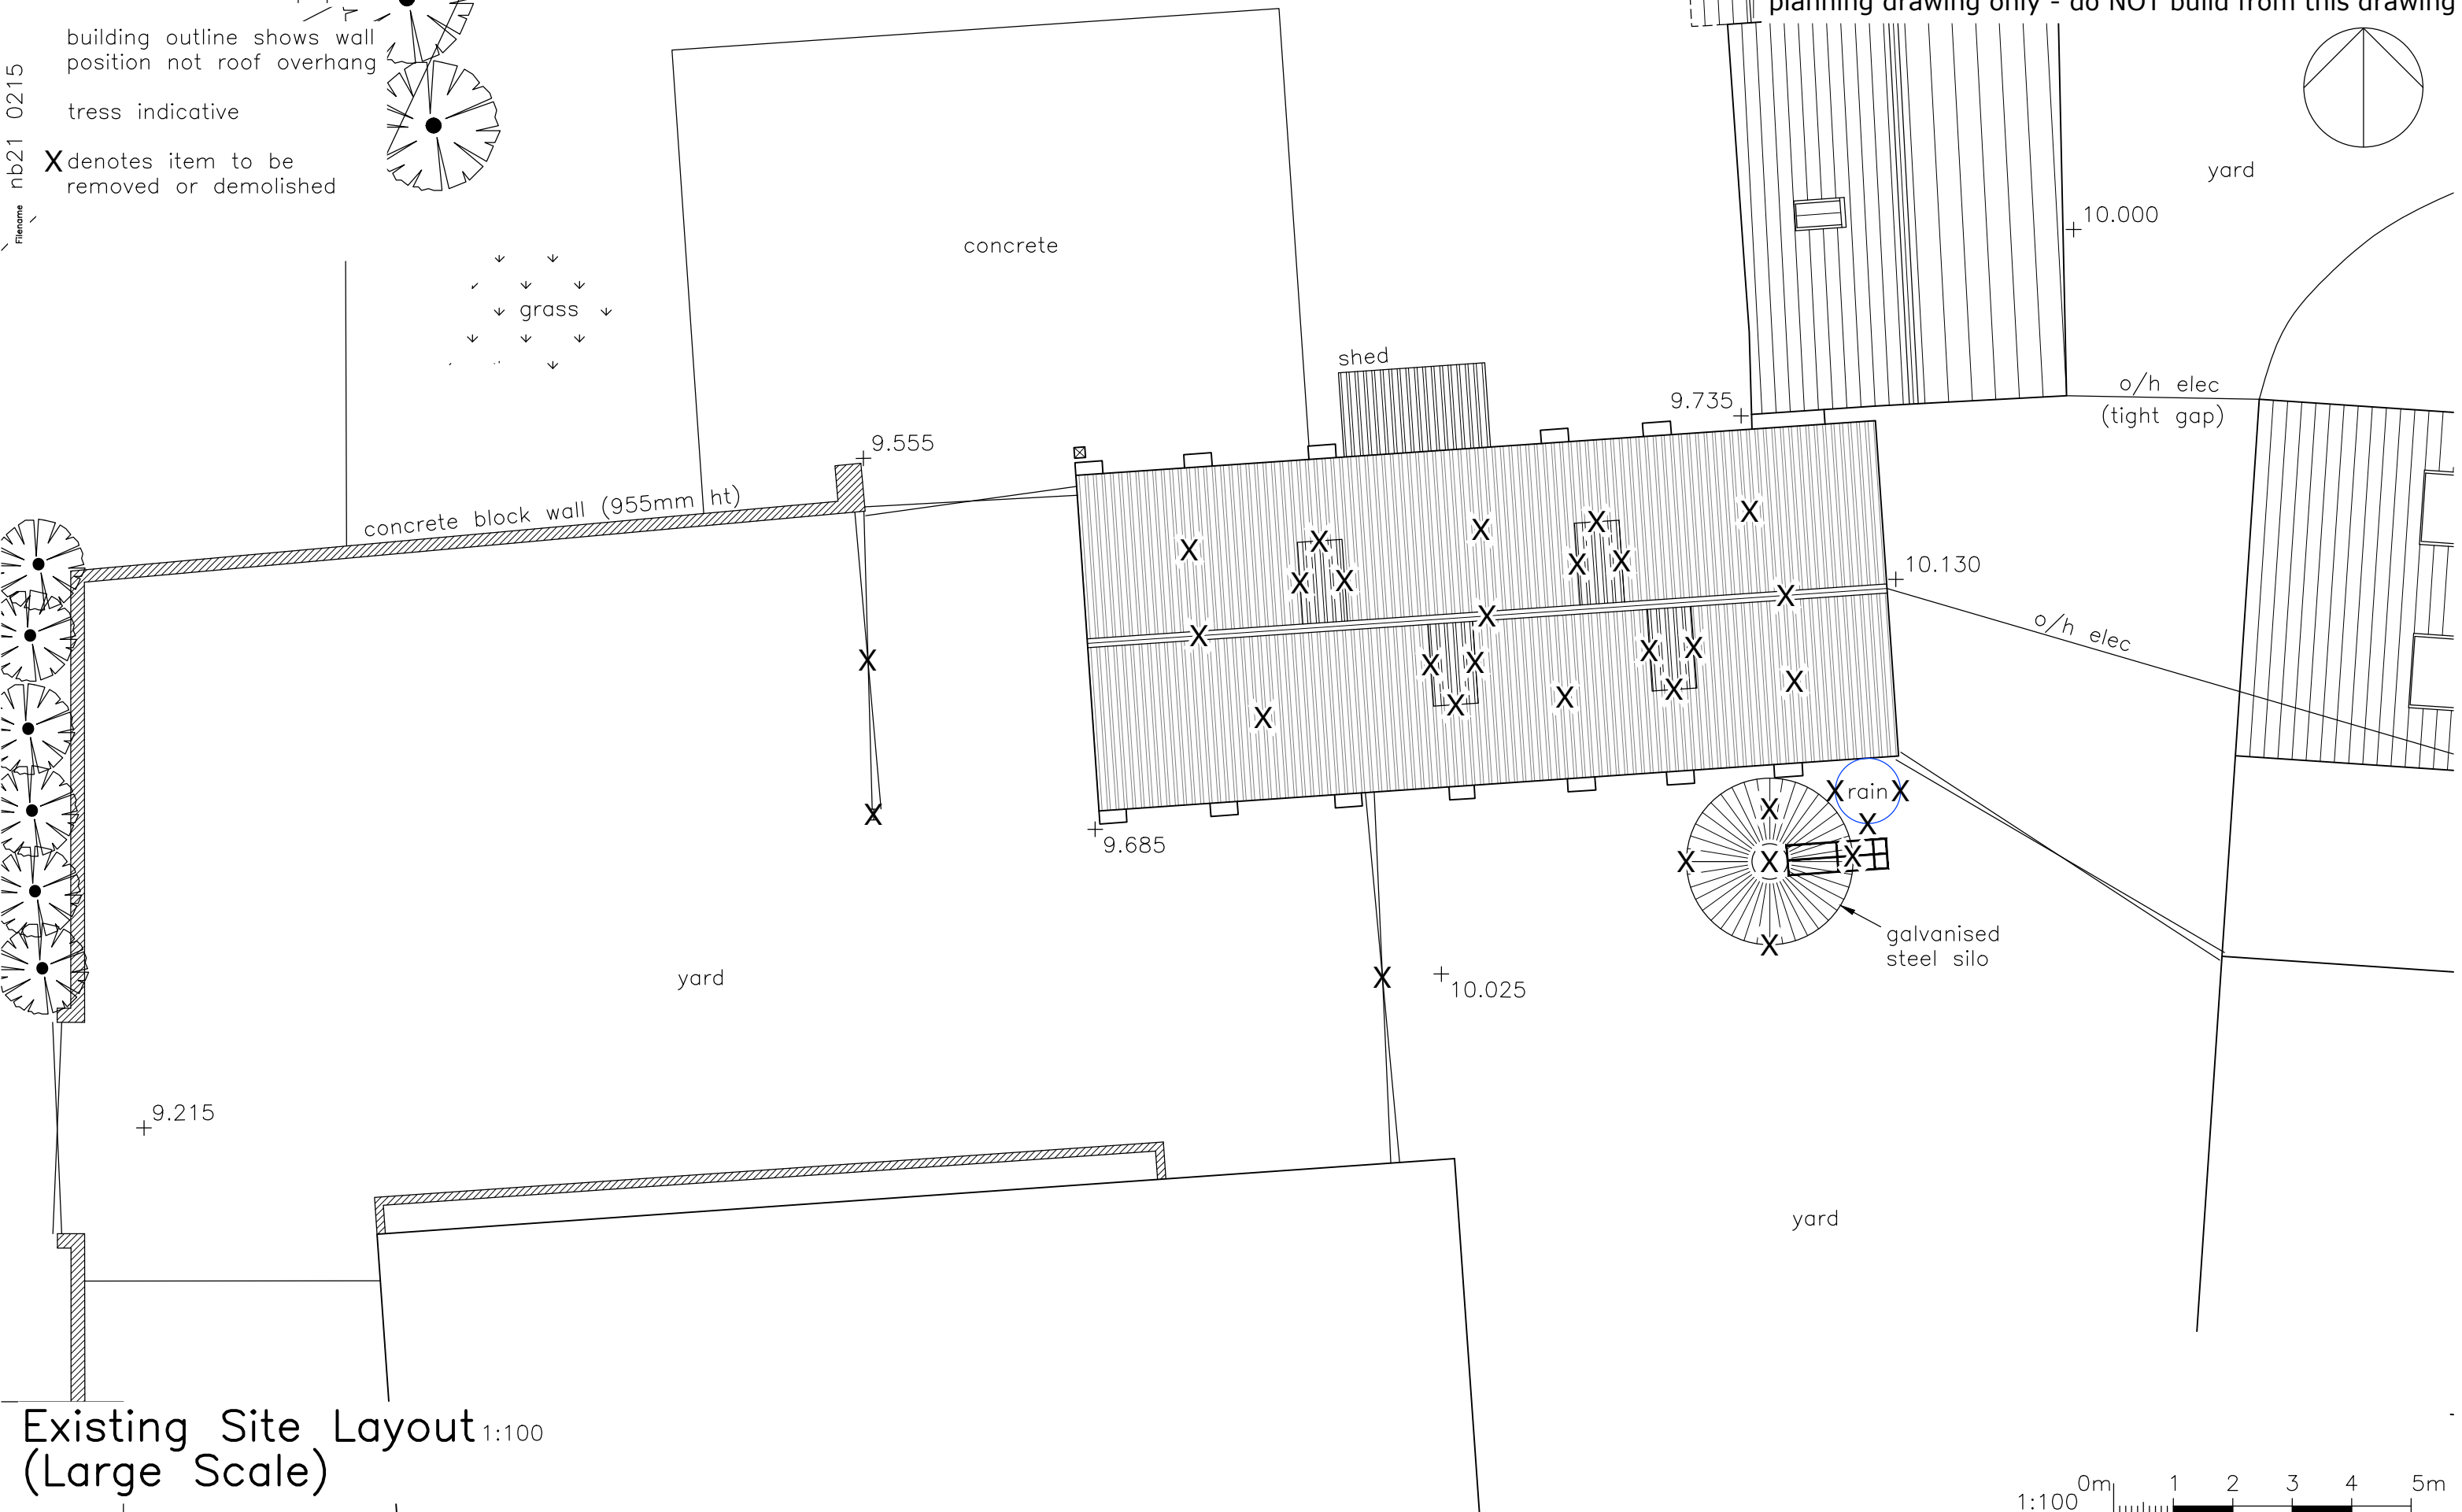 planning drawing only - do NOT build from this drawing
building outline shows wall
position not roof overhang
tress indicative
X denotes item to be
removed or demolished
Filename nb21 0215
yard
10.000
concrete
grass
shed
o/h elec
(tight gap)
9.735
9.555
concrete block wall (955mm ht)
X
X
X
X
X
X
X
X
X
X
10.130
X
X
X
o/h elec
X
X
X
X
X
X
X
X
X
X
X
X
X rain X
X
X
9.685
X
X
X
X
galvanised
steel silo
yard
X
10.025
9.215
yard
Existing Site Layout 1:100
(Large Scale)
1:100 0m 1 2 3 4 5m